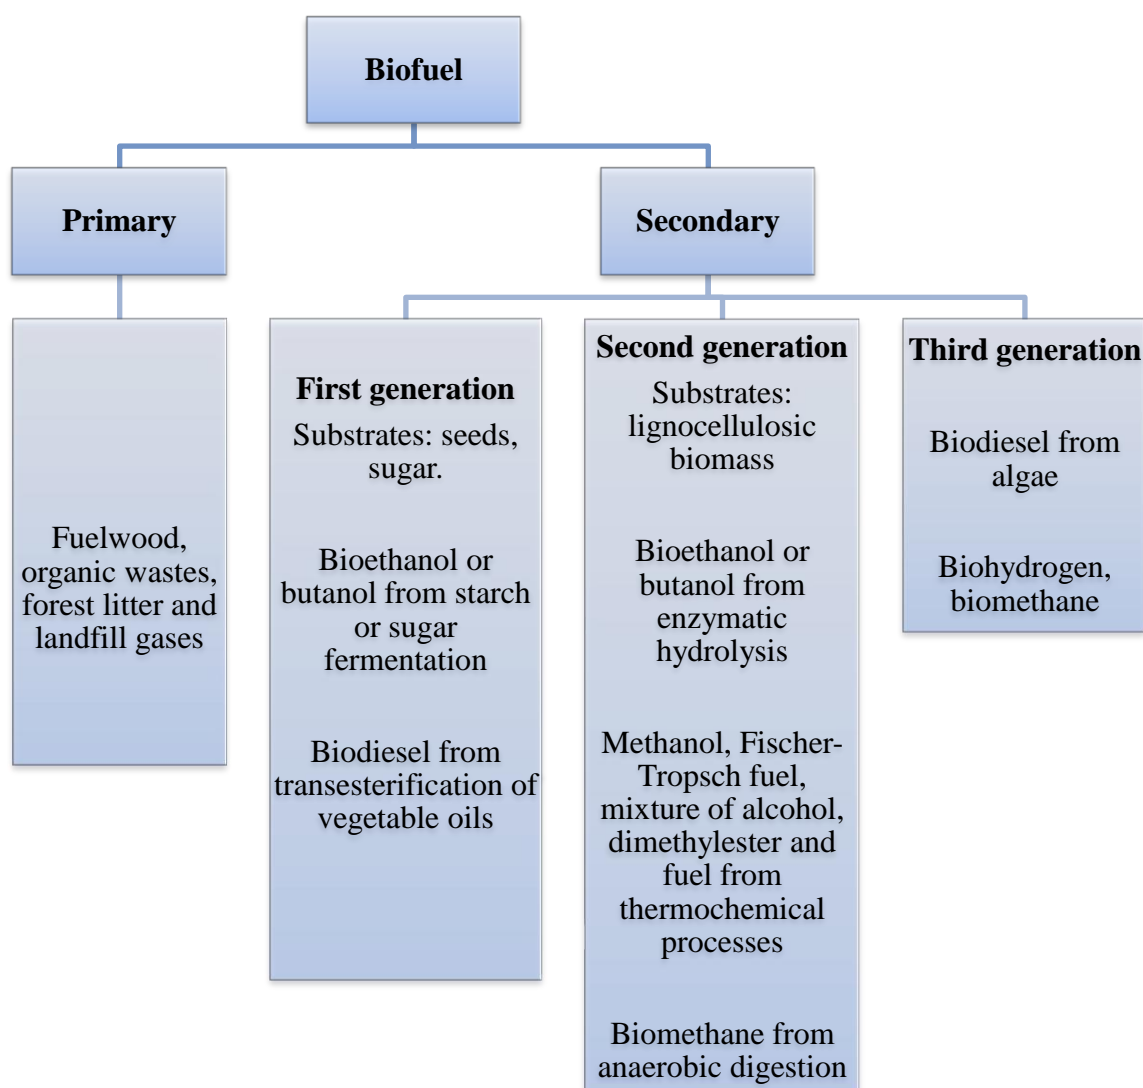 Biofuel
Primary
Secondary
Fuelwood,
organic wastes,
forest litter and
landfill gases
First generation
Substrates: seeds,
sugar.
Bioethanol or
butanol from starch
or sugar
fermentation
Biodiesel from
transesterification of
vegetable oils
Second generation
Substrates:
lignocellulosic
biomass
Bioethanol or
butanol from
enzymatic
hydrolysis
Methanol, Fischer-
Tropsch fuel,
mixture of alcohol,
dimethylester and
fuel from
thermochemical
processes
Biomethane from
anaerobic digestion
Third generation
Biodiesel from
algae
Biohydrogen,
biomethane